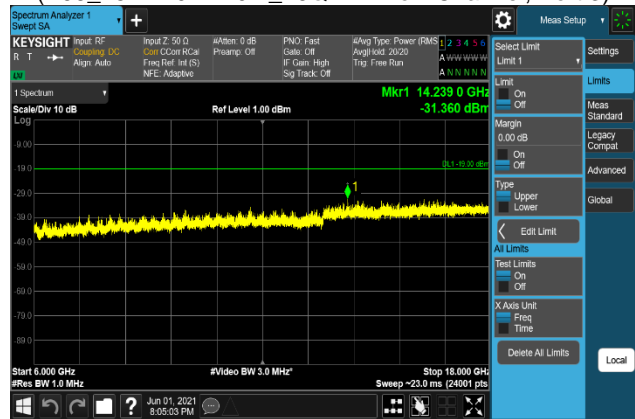 Spectrum Analyzer 1
Swept SA
Meas Setup
KEYSIGHT
R T
LW
Input: RF
Coupling: DC
Align: Auto
Input Z: 50 Ω
Corr CCorr RCal
Freq Ref: Int (S)
NFE: Adaptive
#Atten: 0 dB
Preamp: Off
PNO: Fast
Gate: Off
IF Gain: High
Sig Track: Off
#Avg Type: Power (RMS
Avg|Hold: 20/20
Trig: Free Run
1 2 3 4 5 6
A W W W W W
A N N N N N
1 Spectrum
Mkr1 14.239 0 GHz
Scale/Div 10 dB
Ref Level 1.00 dBm
-31.360 dBm
Log
DL1 -19.00 dBm
-9.00
-19.0
-29.0
-39.0
-49.0
-59.0
-69.0
-79.0
-89.0
1
Start 6.000 GHz
#Video BW 3.0 MHz*
Stop 18.000 GHz
#Res BW 1.0 MHz
Sweep ~23.0 ms (24001 pts
Select Limit
Limit 1
Limit
On
Off
Margin
0.00 dB
On
Off
Type
Upper
Lower
Edit Limit
All Limits
Test Limits
On
Off
X Axis Unit
Freq
Time
Delete All Limits
Settings
Limits
Meas
Standard
Legacy
Compat
Advanced
Global
Local
?
Jun 01, 2021
8:05:03 PM